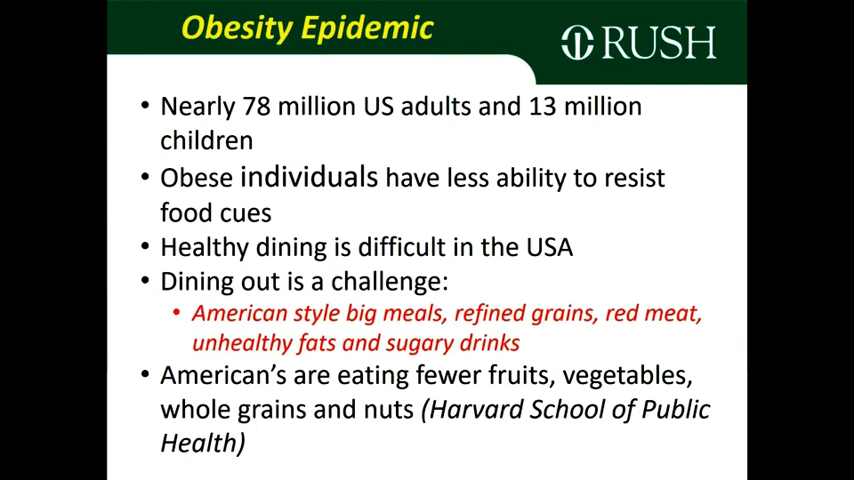 Obesity Epidemic
RUSH
• Nearly 78 million US adults and 13 million
children
• Obese individuals have less ability to resist
food cues
• Healthy dining is difficult in the USA
• Dining out is a challenge:
• American style big meals, refined grains, red meat,
unhealthy fats and sugary drinks
• American's are eating fewer fruits, vegetables,
whole grains and nuts (Harvard School of Public
Health)